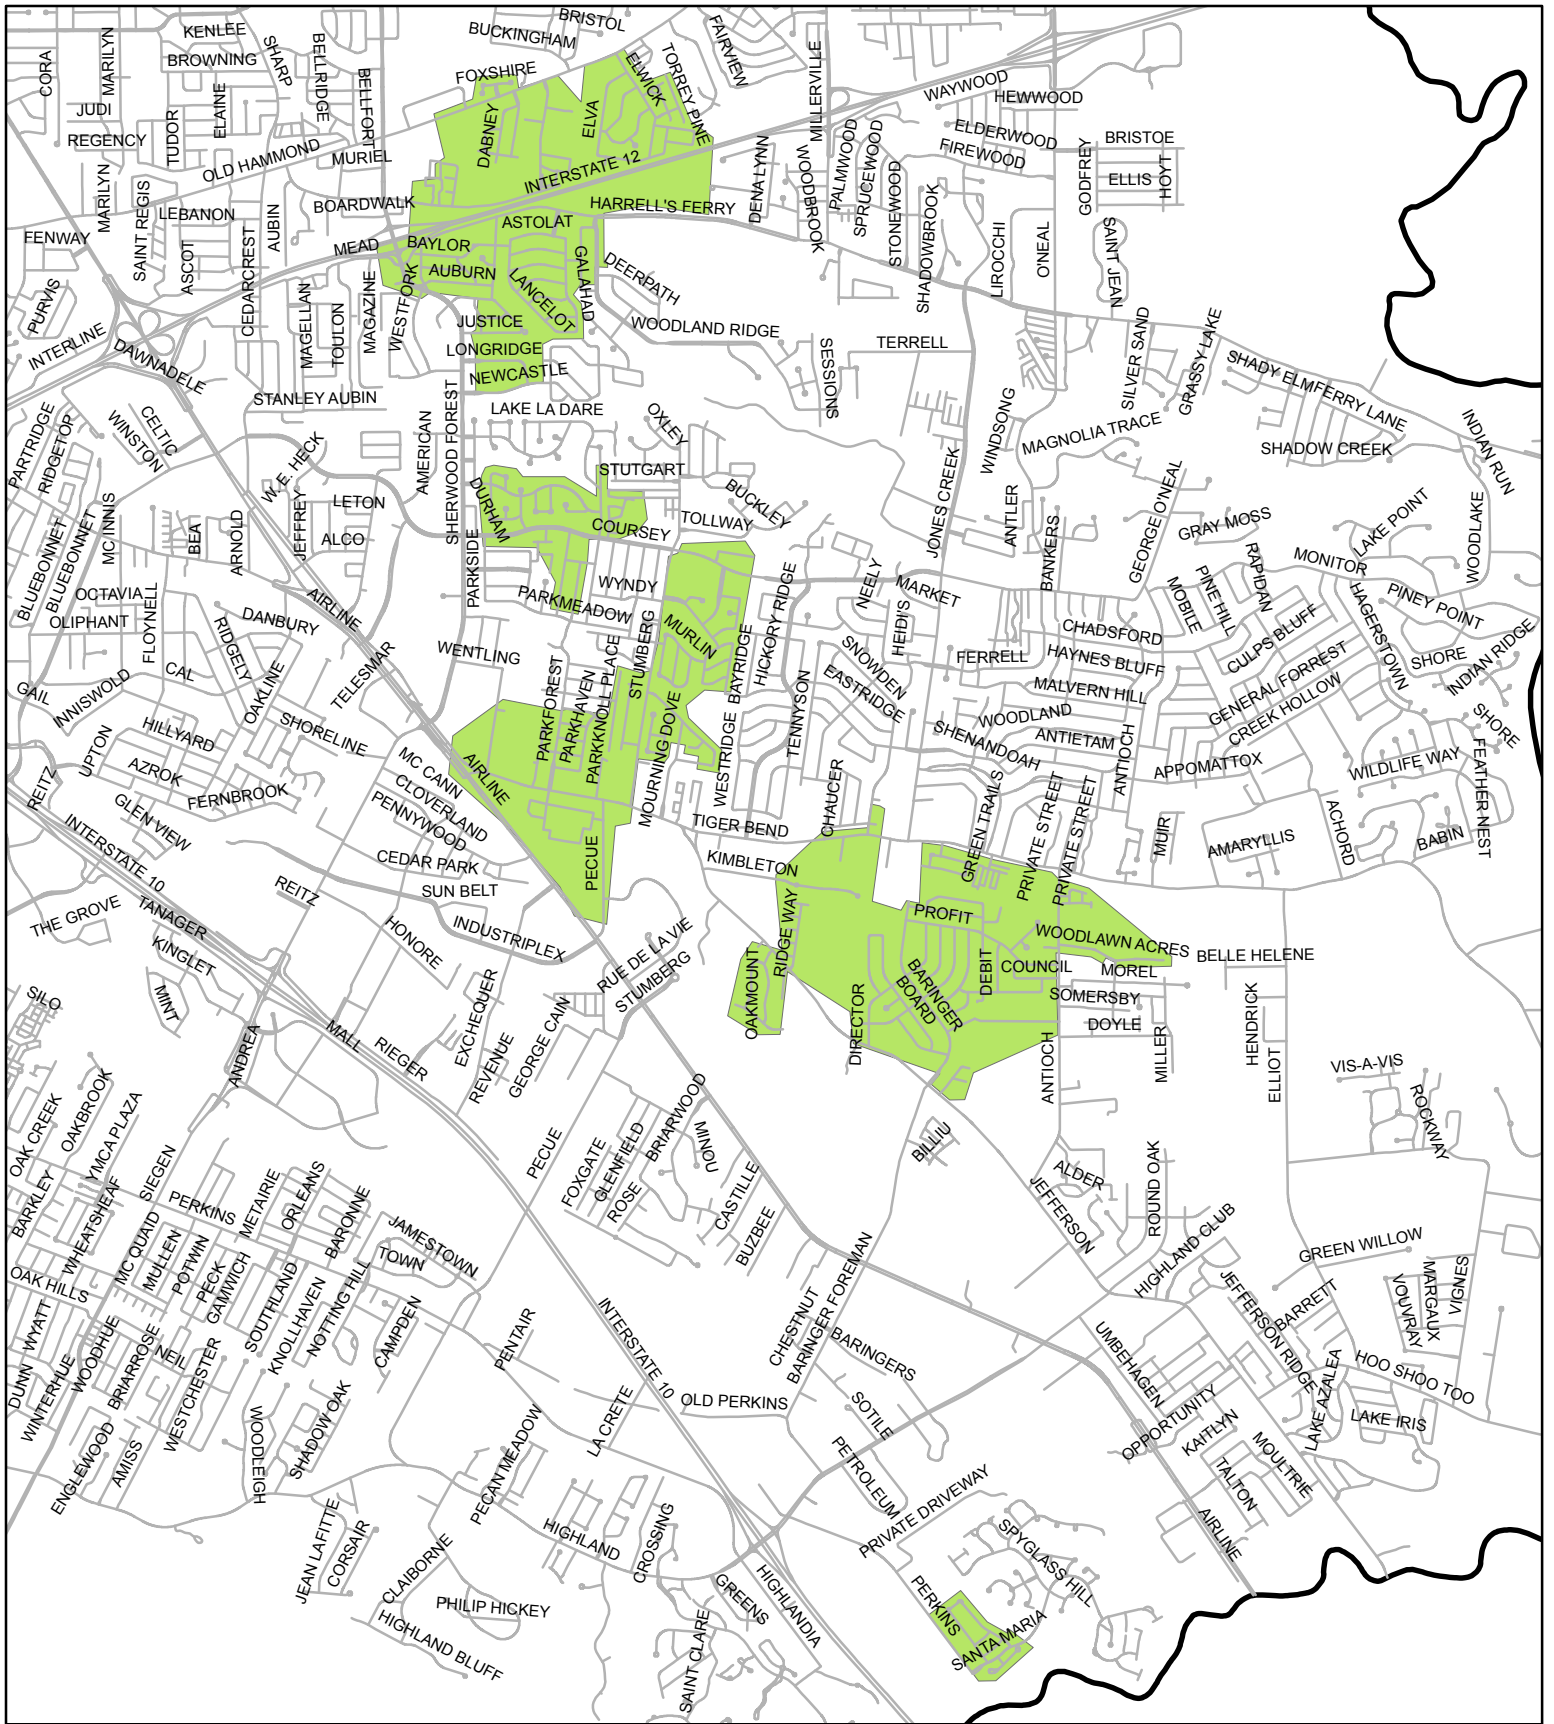 BRISTOL
KENLEE
BUCKINGHAM
FAIRVIEW
MARILYN
CORA
SHARP
BELLRIDGE
BROWNING
MILLERVILLE
TORREY PINE
ELWICK
FOXSHIRE
BELLFORT
WAYWOOD
HEWWOOD
JUDI
ELAINE
TUDOR
REGENCY
DABNEY
ELVA
ELDERWOOD
BRISTOE
FIREWOOD
GODFREY
HOYT
ELLIS
OLD HAMMOND
MURIEL
INTERSTATE 12
DENA LYNN
WOODBROOK
PALMWOOD
SPRUCEWOOD
STONEWOOD
SHADOWBROOK
MARILYN
SAINT REGIS
LEBANON
AUBIN
BOARDWALK
HARRELL'S FERRY
ASTOLAT
FENWAY
ASCOT
CEDARCREST
MEAD
BAYLOR
AUBURN
GALAHAD
DEERPATH
LANCELOT
LIROCCHI
O'NEAL
SAINT JEAN
PURVIS
INTERLINE
DAWNADELE
MAGELLAN
TOULON
MAGAZINE
WESTFORK
JUSTICE
LONGRIDGE
NEWCASTLE
WOODLAND RIDGE
SESSIONS
TERRELL
SILVER SAND
GRASSY LAKE
SHADY ELMFERRY LANE
STANLEY AUBIN
AMERICAN
SHERWOOD FOREST
LAKE LA DARE
OXLEY
WINDSONG
MAGNOLIA TRACE
SHADOW CREEK
INDIAN RUN
PARTRIDGE
RIDGETOP
CELTIC
WINSTON
W. E. HECK
STUTGART
BUCKLEY
TOLLWAY
JONES CREEK
ANTLER
BANKERS
GEORGE O'NEAL
GRAY MOSS
LAKE POINT
WOODLAKE
BLUEBONNET
BLUEBONNET
MC INNIS
BEA
ARNOLD
JEFFREY
LETON
ALCO
DURHAM
COURSEY
PARKSIDE
WYNDY
PARKMEADOW
NEELY
MARKET
MONITOR
RAPIDAN
PINE HILL
MOBILE
HAGERSTOWN
PINEY POINT
OCTAVIA
OLIPHANT
FLOYNELL
DANBURY
AIRLINE
RIDGELY
MURLIN
STUMBERG
BAYRIDGE
HICKORY RIDGE
HEIDI'S
SNOWDEN
EASTRIDGE
CHADSFORD
FERRELL
HAYNES BLUFF
CULPS BLUFF
GENERAL FORREST
CREEK HOLLOW
SHORE
INDIAN RIDGE
GAIL
INNISWOLD
CAL
OAKLINE
TELESMAR
WENTLING
PARKFOREST
PARKHAVEN
PARKKNOLL PLACE
MOURNING DOVE
WESTRIDGE
TENNYSON
MALVERN HILL
WOODLAND
SHENANDOAH
ANTIETAM
ANTIOCH
APPOMATTOX
SHORE
WILDLIFE WAY
FEATHER NEST
REITZ
UPTON
HILLYARD
AZROK
FERNBROOK
GLEN VIEW
SHORELINE
MC CANN
CLOVERLAND
PENNYWOOD
AIRLINE
CHAUCER
TIGER BEND
KIMBLETON
GREEN TRAILS
PRIVATE STREET
PRIVATE STREET
MUIR
AMARYLLIS
ACHORD
BABIN
INTERSTATE 10
CEDAR PARK
SUN BELT
PECUE
THE GROVE
TANAGER
KINGLET
REITZ
HONORE
INDUSTRIPLEX
RUE DE LA VIE
STUMBERG
RIDGE WAY
OAKMOUNT
PROFIT
WOODLAWN ACRES
BELLE HELENE
COUNCIL
MOREL
DEBIT
BARINGER
BOARD
DIRECTOR
SOMERSBY
DOYLE
MILLER
HENDRICK
ELLIOT
SILO
MINT
ANDREA
MALL
RIEGER
EXCHEQUER
REVENUE
GEORGE CAIN
ANTIOCH
VIS-A-VIS
ROCKWAY
OAK CREEK
OAKBROOK
YMCA PLAZA
SIEGEN
PECUE
FOXGATE
GLENFIELD
BRIARWOOD
ROSE
MINOU
CASTILLE
BUZBEE
BILLIU
ALDER
JEFFERSON
ROUND OAK
HIGHLAND CLUB
BARKLEY
WHEATSHEAF
PERKINS
METAIRIE
ORLEANS
BARONNE
JAMESTOWN
TOWN
MC QUAID
MULLEN
POTWIN
PECK
GAMWICH
SOUTHLAND
KNOLLHAVEN
NOTTING HILL
CAMPDEN
OAK HILLS
WYATT
DUNN
WINTERHUE
WOODHUE
BRIARROSE
NEIL
WESTCHESTER
GREEN WILLOW
JEFFERSON RIDGE
BARRETT
VOUVRAY
MARGAUX
VIGNES
PENTAIR
INTERSTATE 10
CHESTNUT
BARINGER FOREMAN
BARINGERS
UMBEHAGEN
HOO SHOO TOO
LAKE AZALEA
LAKE IRIS
ENGLEWOOD
AMISS
WOODLEIGH
SHADOW OAK
PECAN MEADOW
LACRETE
OLD PERKINS
SOTILE
PETROLEUM
OPPORTUNITY
KAITLYN
TALTON
MOULTRIE
AIRLINE
JEAN LAFITTE
CORSAIR
CLAIBORNE
HIGHLAND
CROSSING
PRIVATE DRIVEWAY
SPYGLASS HILL
PHILIP HICKEY
HIGHLAND BLUFF
GREENS
HIGHLANDIA
SAINT CLARE
PERKINS
SANTA MARIA